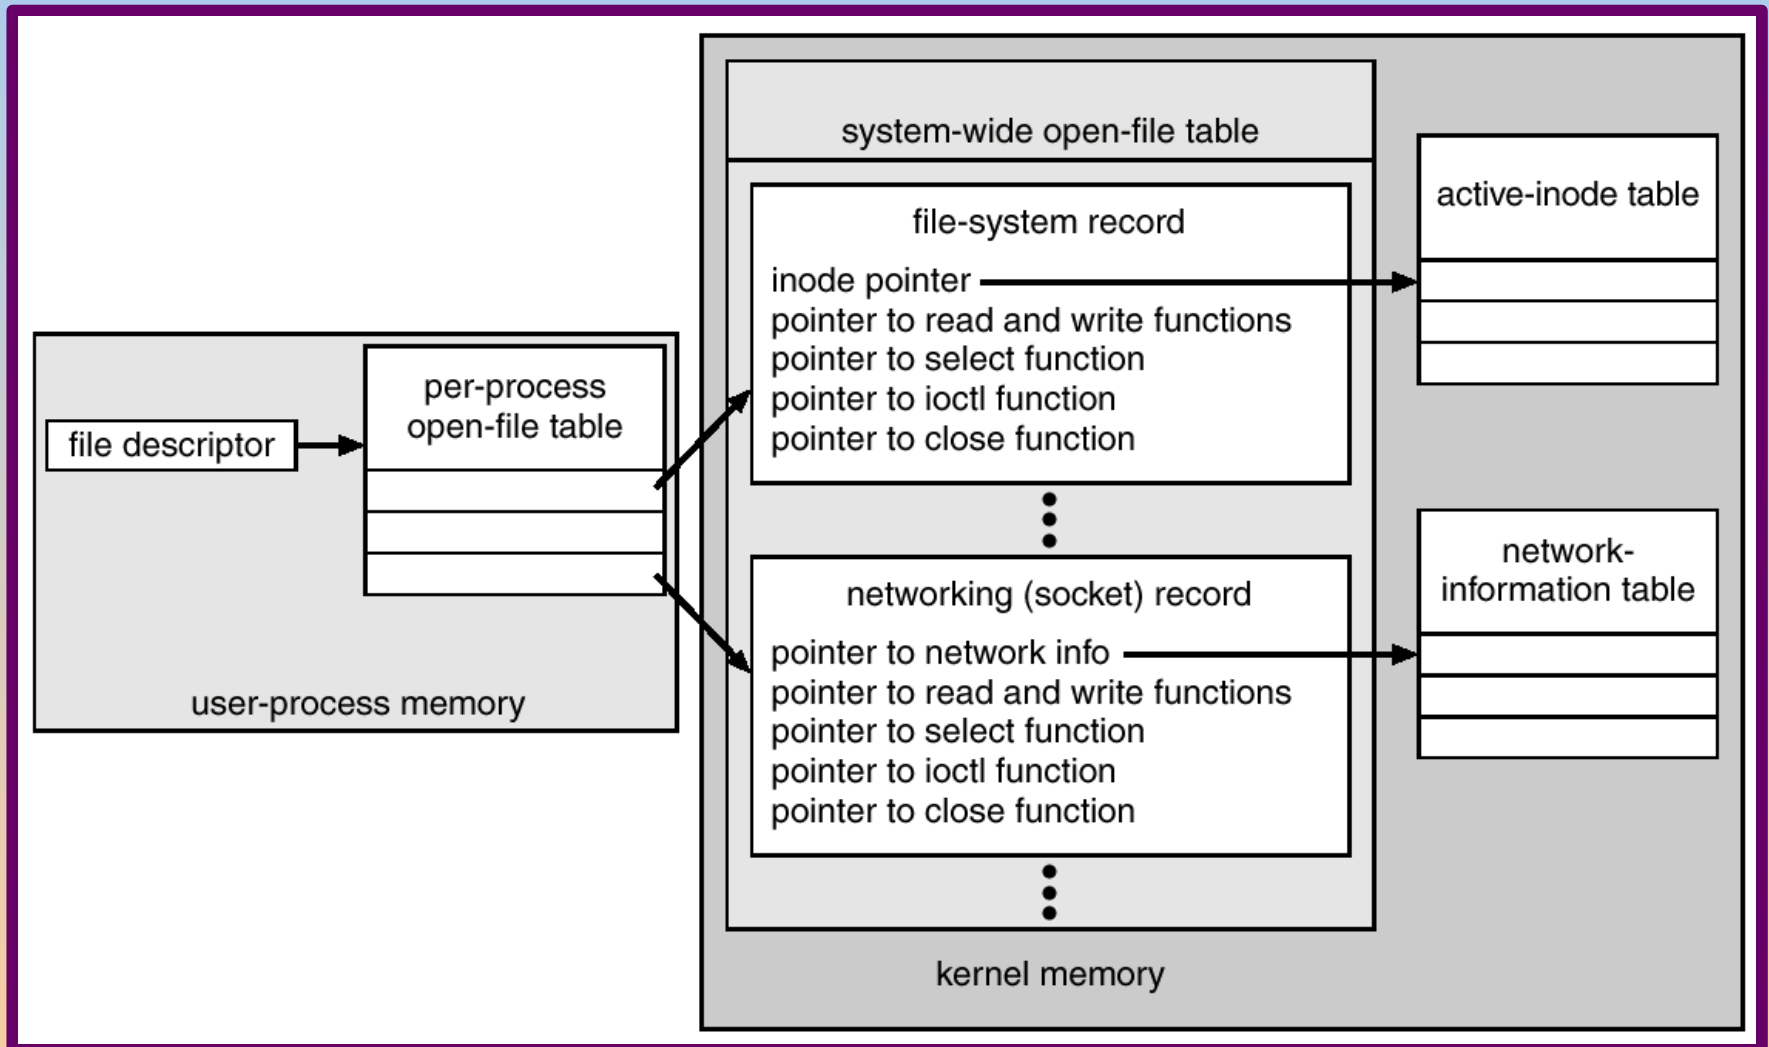 file descriptor
per-process
open-file table
user-process memory
system-wide open-file table
file-system record
inode pointer
pointer to read and write functions
pointer to select function
pointer to ioctl function
pointer to close function
networking (socket) record
pointer to network info
pointer to read and write functions
pointer to select function
pointer to ioctl function
pointer to close function
kernel memory
active-inode table
network-
information table